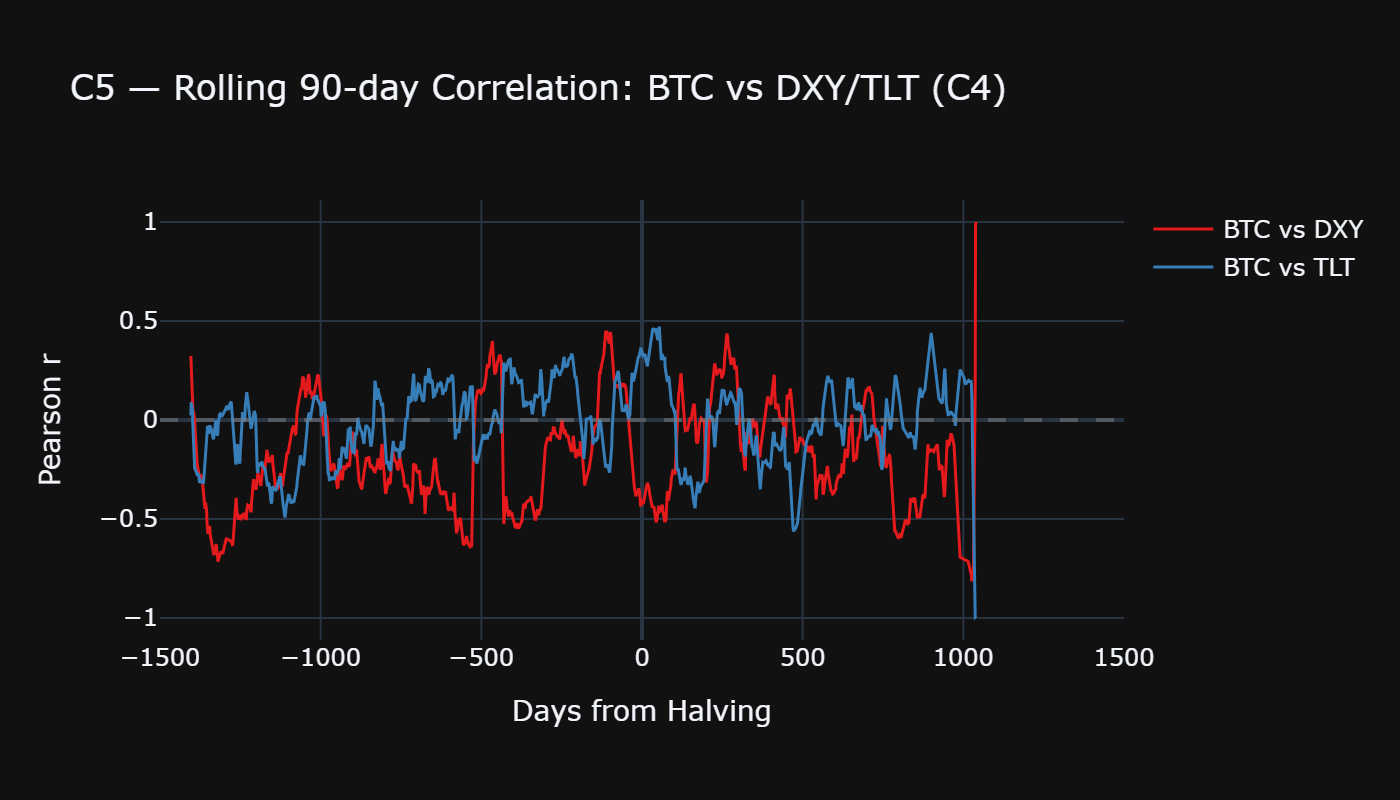 C5 — Rolling 90-day Correlation: BTC vs DXY/TLT (C4)
BTC vs DXY
BTC vs TLT
Pearson r
1
0.5
0
−0.5
−1
−1500 −1000 −500 0 500 1000 1500
Days from Halving